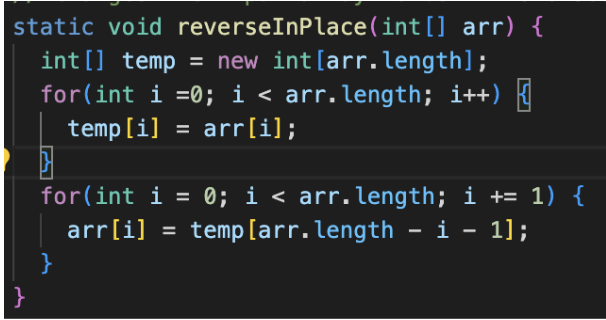 static void reverseInPlace(int[] arr) {
  int[] temp = new int[arr.length];
  for(int i =0; i < arr.length; i++) {
    temp[i] = arr[i];
  }
  for(int i = 0; i < arr.length; i += 1) {
    arr[i] = temp[arr.length - i - 1];
  }
}